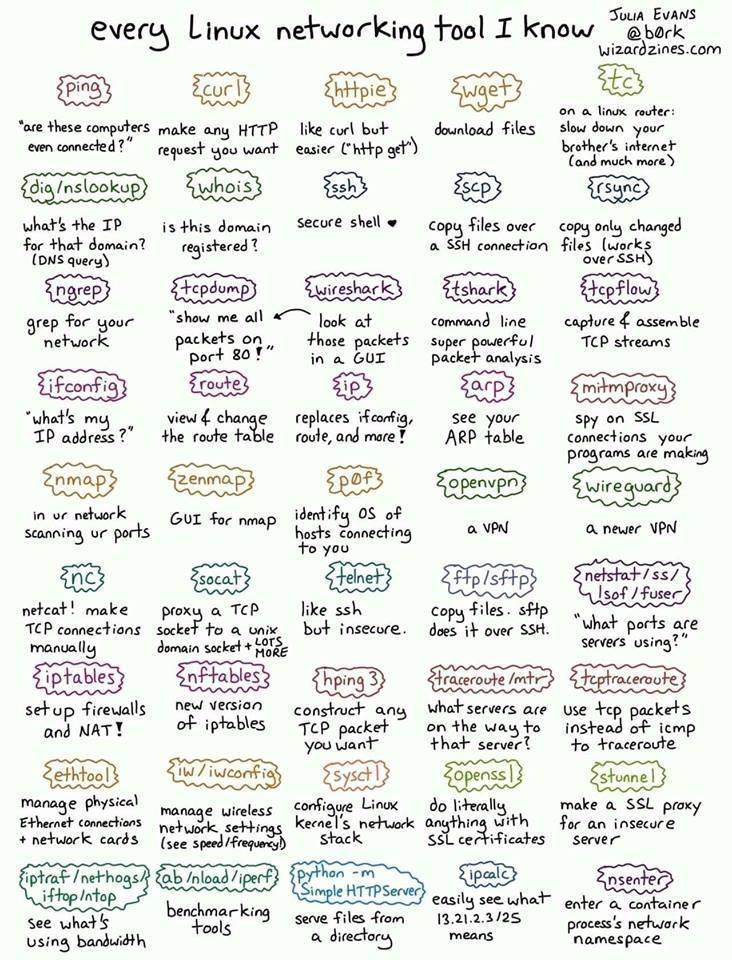 every Linux networking tool I know
JULIA EVANS
@b0rk
wizardzines.com
ping
"are these computers
even connected?"
curl
make any HTTP
request you want
httpie
like curl but
easier ("http get")
wget
download files
tc
on a linux router:
slow down your
brother's internet
(and much more)
dig/nslookup
what's the IP
for that domain?
(DNS query)
whois
is this domain
registered?
ssh
secure shell ♥
scp
copy files over
a SSH connection
rsync
copy only changed
files (works
over SSH)
ngrep
grep for your
network
tcpdump
"show me all
packets on
port 80!"
wireshark
look at
those packets
in a GUI
tshark
command line
super powerful
packet analysis
tcpflow
capture & assemble
TCP streams
ifconfig
"what's my
IP address?"
route
view & change
the route table
ip
replaces ifconfig,
route, and more!
arp
see your
ARP table
mitmproxy
spy on SSL
connections your
programs are making
nmap
in ur network
scanning ur ports
zenmap
GUI for nmap
p0f
identify OS of
hosts connecting
to you
openvpn
a VPN
wireguard
a newer VPN
nc
netcat! make
TCP connections
manually
socat
proxy a TCP
socket to a unix
domain socket + LOTS
MORE
telnet
like ssh
but insecure.
ftp/sftp
copy files. sftp
does it over SSH.
netstat/ss/
lsof/fuser
"what ports are
servers using?"
iptables
set up firewalls
and NAT!
nftables
new version
of iptables
hping3
construct any
TCP packet
you want
traceroute/mtr
what servers are
on the way to
that server?
tcptraceroute
use tcp packets
instead of icmp
to traceroute
ethtool
manage physical
Ethernet connections
+ network cards
iw/iwconfig
manage wireless
network settings
(see speed/frequency!)
sysctl
configure Linux
kernel's network
stack
openssl
do literally
anything with
SSL certificates
stunnel
make a SSL proxy
for an insecure
server
iptraf/nethogs/
iftop/ntop
see what's
using bandwidth
ab/nload/iperf
benchmarking
tools
python -m
SimpleHTTPServer
serve files from
a directory
ipcalc
easily see what
13.21.2.3/25
means
nsenter
enter a container
process's network
namespace